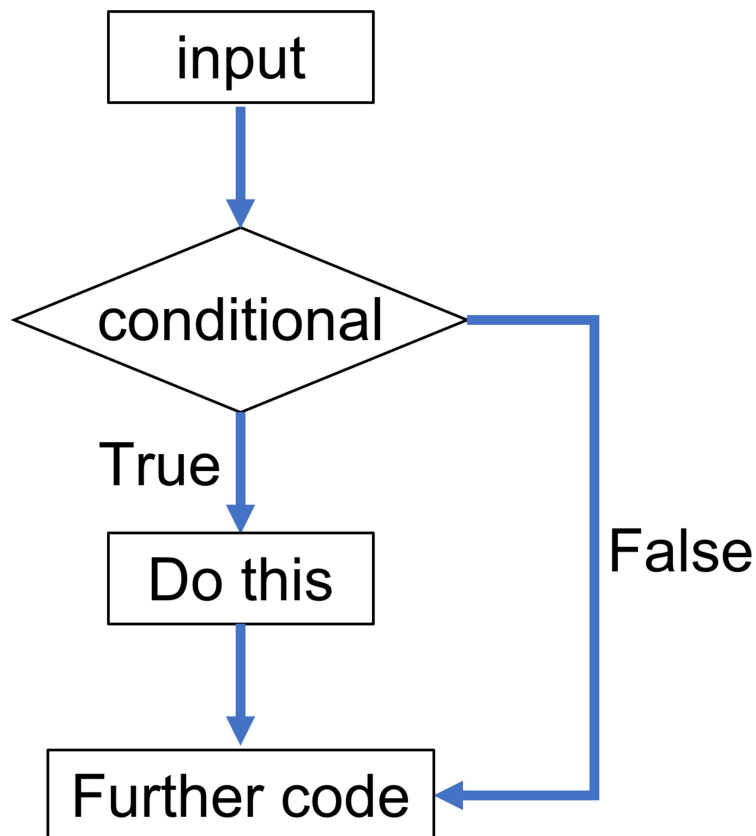 input
conditional
True
Do this
False
Further code